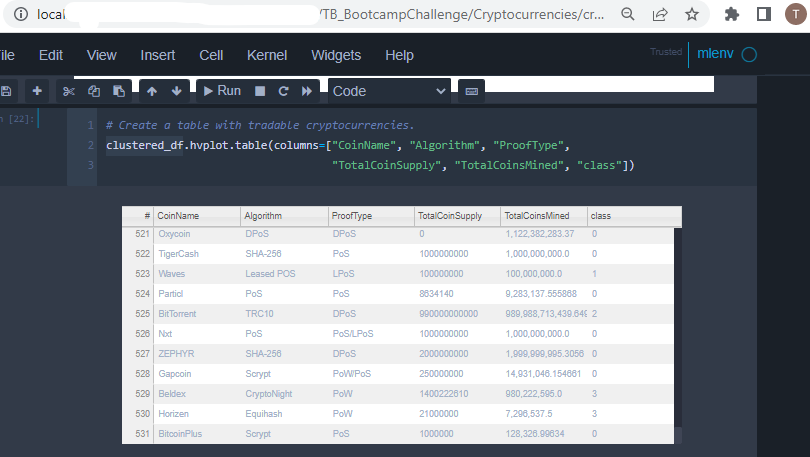 local
/TB_BootcampChallenge/Cryptocurrencies/cr...
T
ile Edit View Insert Cell Kernel Widgets Help
Trusted
mlenv
Run
Code
[22]:
1 # Create a table with tradable cryptocurrencies.
2 clustered_df.hvplot.table(columns=["CoinName", "Algorithm", "ProofType",
3 "TotalCoinSupply", "TotalCoinsMined", "class"])
# CoinName Algorithm ProofType TotalCoinSupply TotalCoinsMined class
521 Oxycoin DPoS DPoS 0 1,122,382,283.37 0
522 TigerCash SHA-256 PoS 1000000000 1,000,000,000.0 0
523 Waves Leased POS LPoS 100000000 100,000,000.0 1
524 Particl PoS PoS 8634140 9,283,137.555868 0
525 BitTorrent TRC10 DPoS 990000000000 989,988,713,439.649 2
526 Nxt PoS PoS/LPoS 1000000000 1,000,000,000.0 0
527 ZEPHYR SHA-256 DPoS 2000000000 1,999,999,995.3056 0
528 Gapcoin Scrypt PoW/PoS 250000000 14,931,046.154661 0
529 Beldex CryptoNight PoW 1400222610 980,222,595.0 3
530 Horizen Equihash PoW 21000000 7,296,537.5 3
531 BitcoinPlus Scrypt PoS 1000000 128,326.99634 0